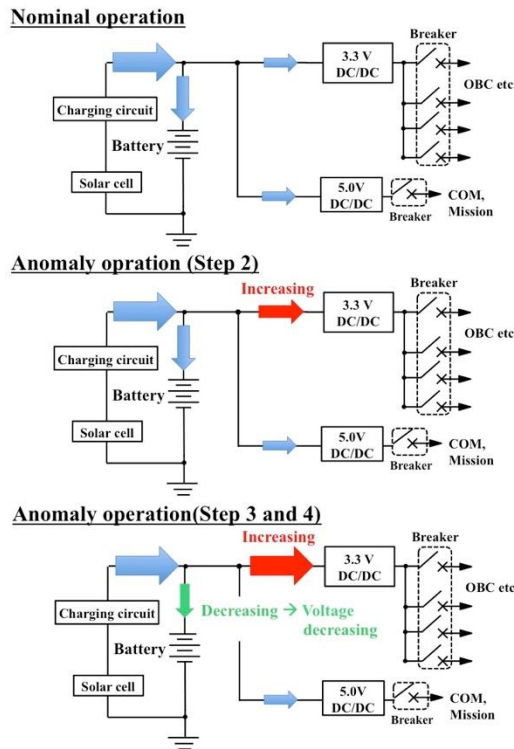 Nominal operation
Breaker
3.3 V
DC/DC
OBC etc
Charging circuit
Battery
Solar cell
5.0V
DC/DC
Breaker
COM,
Mission
Anomaly opration (Step 2)
Increasing
Breaker
3.3 V
DC/DC
OBC etc
Charging circuit
Battery
Solar cell
5.0V
DC/DC
Breaker
COM,
Mission
Anomaly operation(Step 3 and 4)
Increasing
Breaker
3.3 V
DC/DC
OBC etc
Charging circuit
Decreasing → Voltage
decreasing
Battery
Solar cell
5.0V
DC/DC
Breaker
COM,
Mission